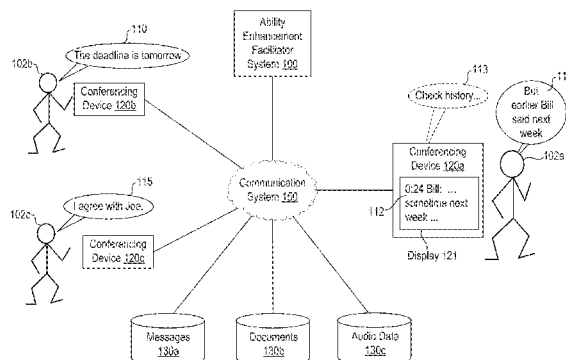 110
The deadline is tomorrow
102b
Conferencing
Device 120b
Ability
Enhancement
Facilitator
System 100
113
Check history...
But
earlier Bill
said next
week
102a
Conferencing
Device 120a
0:24 Bill: ...
sometime next
week ...
112
Display 121
115
I agree with Joe.
102c
Conferencing
Device 120c
Communication
System 150
Messages
130a
Documents
130b
Audio Data
130c